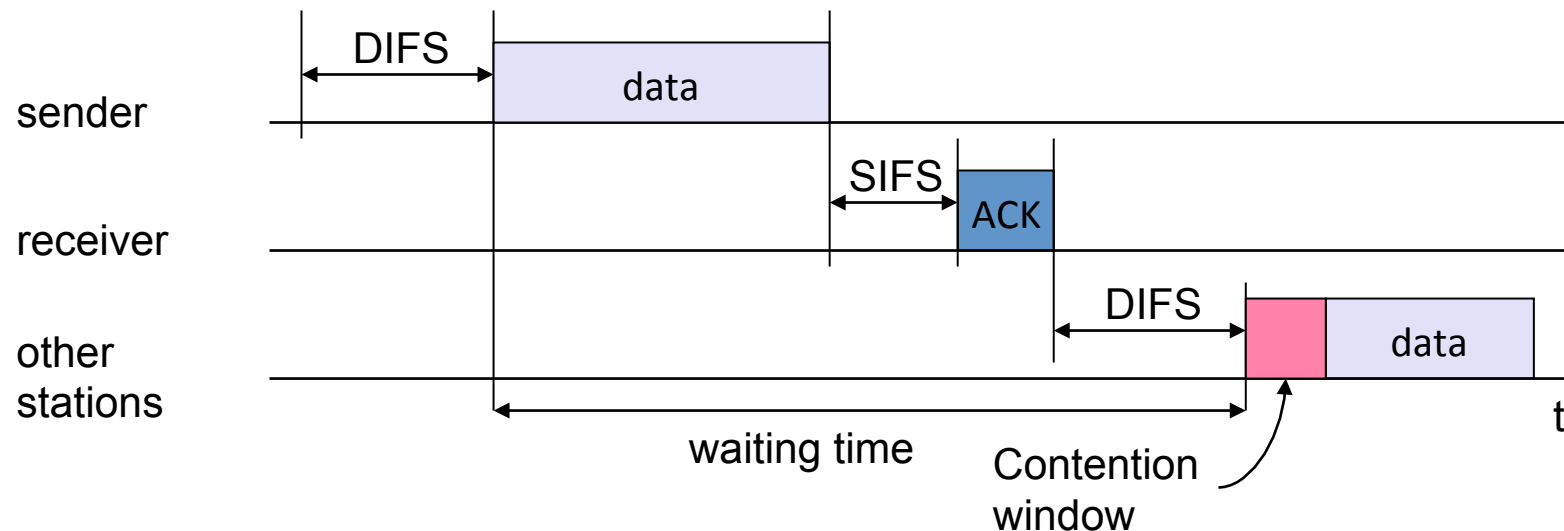 DIFS
data
sender
SIFS
ACK
receiver
DIFS
data
other
stations
t
waiting time
Contention
window